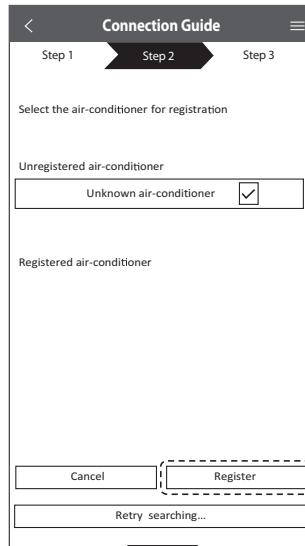 Connection Guide
Step 1 Step 2 Step 3
Select the air-conditioner for registration
Unregistered air-conditioner
Unknown air-conditioner
Registered air-conditioner
Cancel Register
Retry searching...